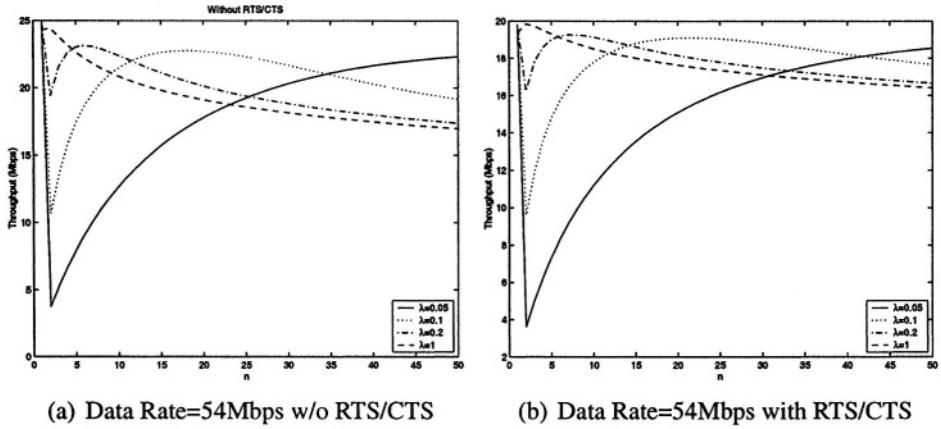 Without RTS/CTS
25
20
15
10
5
0
0 5 10 15 20 25 30 35 40 45 50
Throughput (Mbps)
n
λ=0.05
λ=0.1
λ=0.2
λ=1
20
18
16
14
12
10
8
6
4
2
0 5 10 15 20 25 30 35 40 45 50
Throughput (Mbps)
n
λ=0.05
λ=0.1
λ=0.2
λ=1
(a) Data Rate=54Mbps w/o RTS/CTS
(b) Data Rate=54Mbps with RTS/CTS